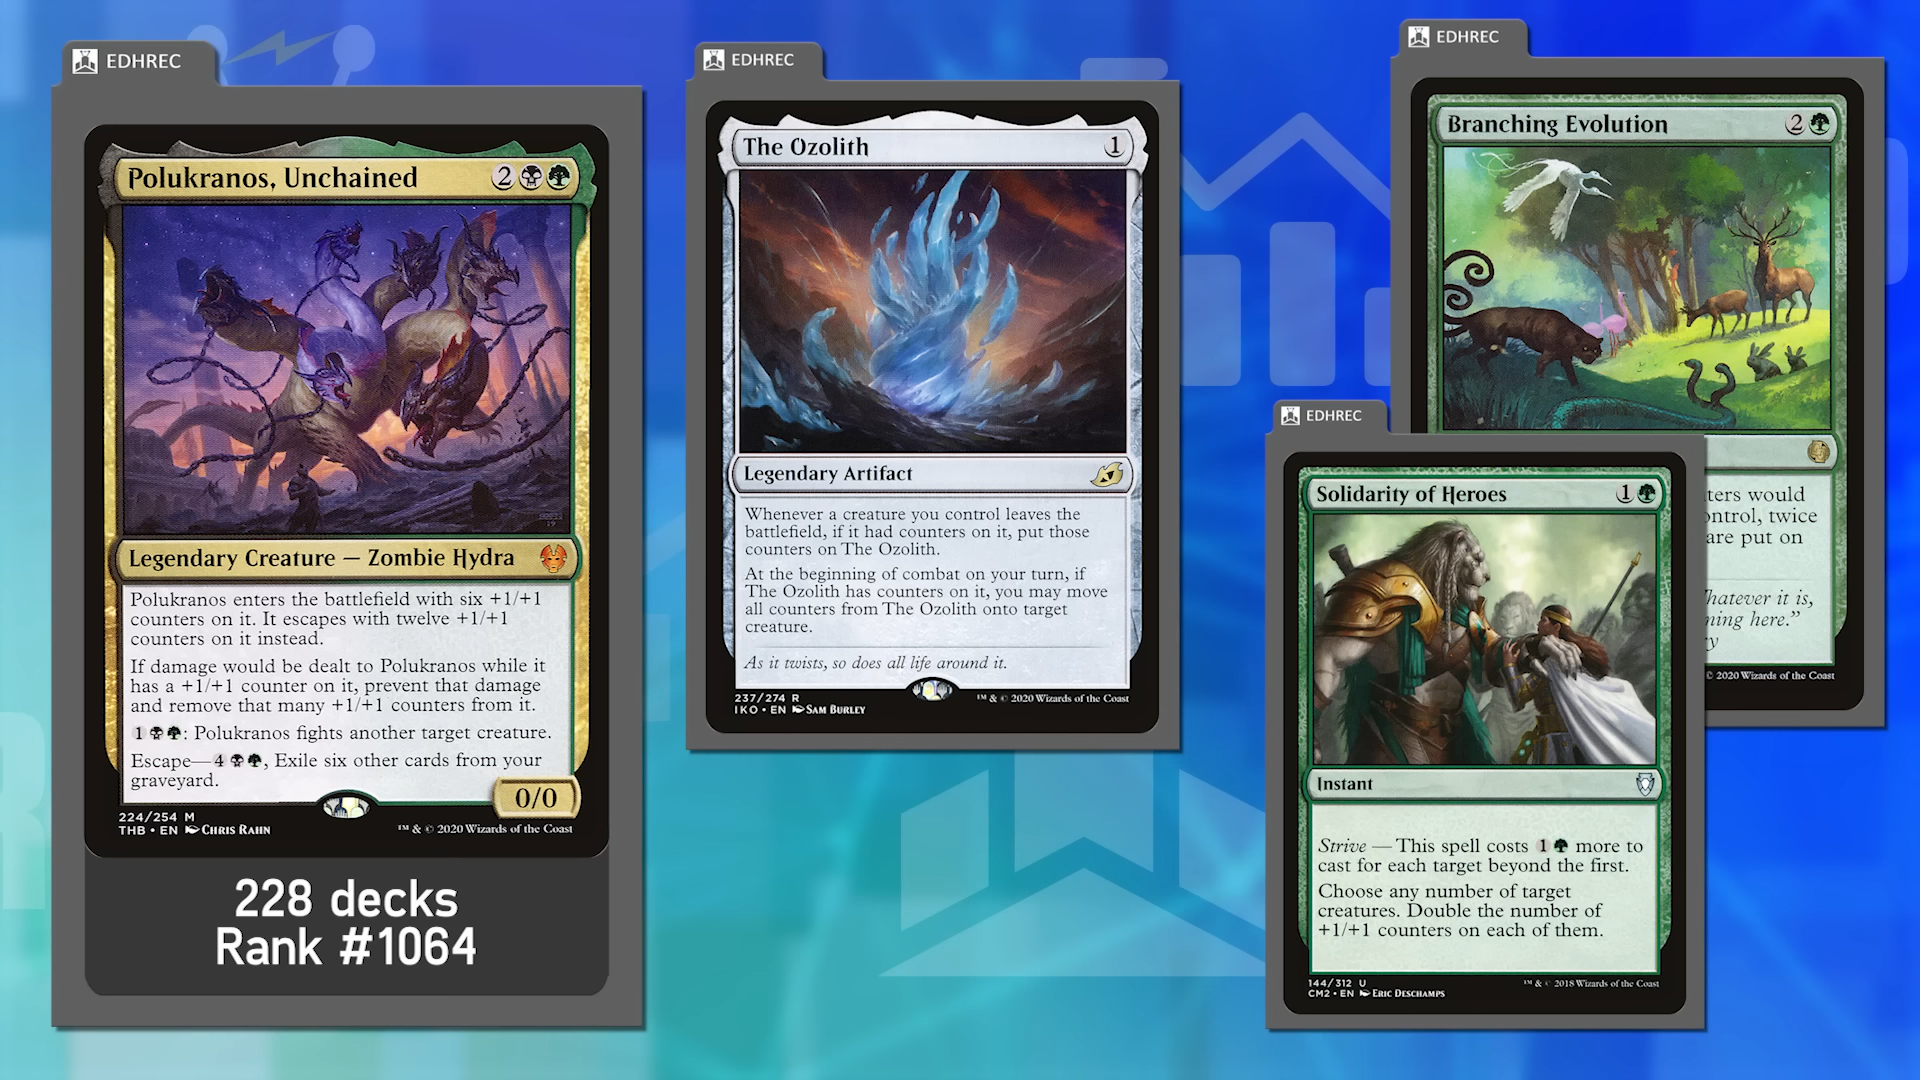 EDHREC
Polukranos, Unchained 2
Legendary Creature — Zombie Hydra
Polukranos enters the battlefield with six +1/+1
counters on it. It escapes with twelve +1/+1
counters on it instead.
If damage would be dealt to Polukranos while it
has a +1/+1 counter on it, prevent that damage
and remove that many +1/+1 counters from it.
1: Polukranos fights another target creature.
Escape—4, Exile six other cards from your
graveyard.
0/0
224/254 M
THB • EN Chris Rahn
™ & © 2020 Wizards of the Coast
228 decks
Rank #1064
EDHREC
The Ozolith 1
Legendary Artifact
Whenever a creature you control leaves the
battlefield, if it had counters on it, put those
counters on The Ozolith.
At the beginning of combat on your turn, if
The Ozolith has counters on it, you may move
all counters from The Ozolith onto target
creature.
As it twists, so does all life around it.
237/274 R
IKO • EN Sam Burley
™ & © 2020 Wizards of the Coast
EDHREC
Branching Evolution 2
ters would
ontrol, twice
are put on
hatever it is,
ning here.”
y
© 2020 Wizards of the Coast
EDHREC
Solidarity of Heroes 1
Instant
Strive — This spell costs 1 more to
cast for each target beyond the first.
Choose any number of target
creatures. Double the number of
+1/+1 counters on each of them.
144/312 U
CM2 • EN Eric Deschamps
™ & © 2018 Wizards of the Coast